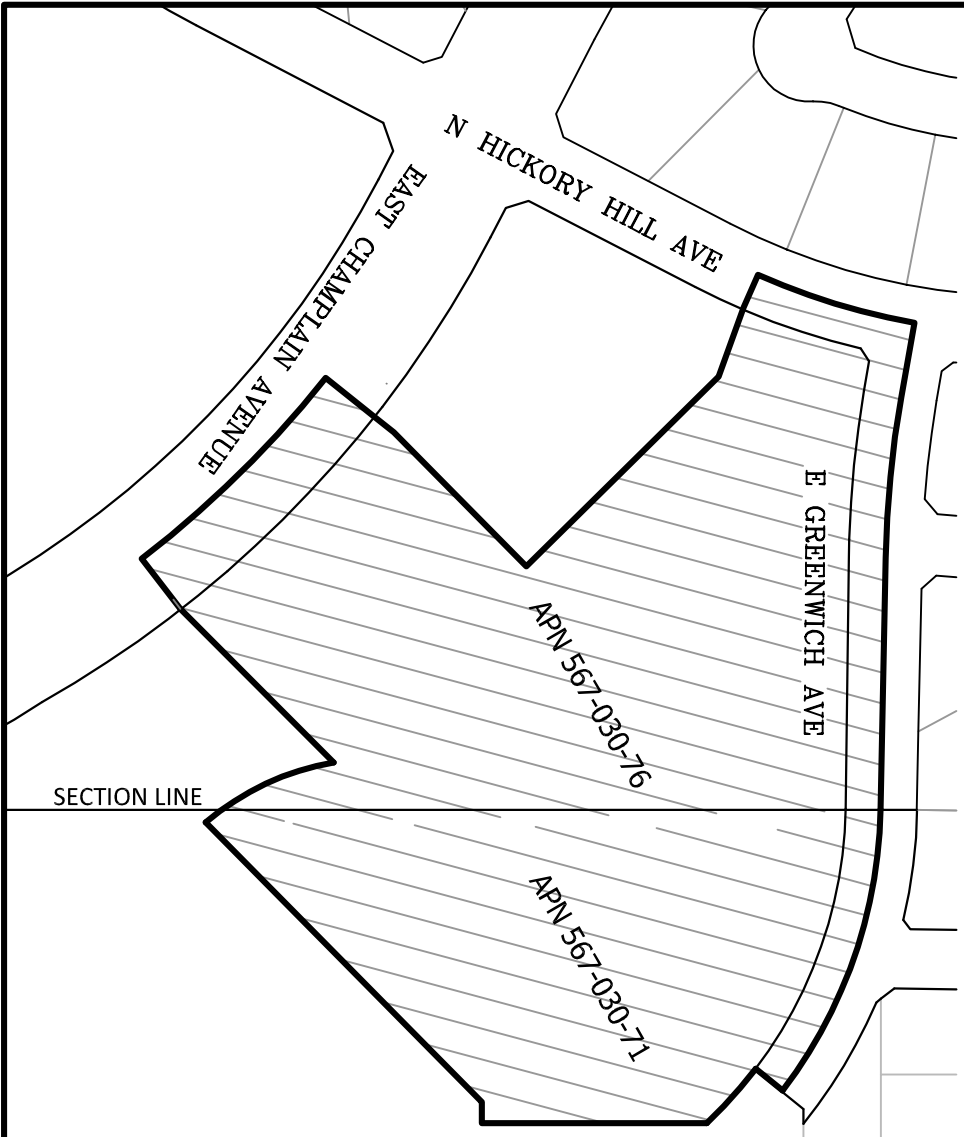 N HICKORY HILL AVE
EAST CHAMPLAIN AVENUE
E GREENWICH AVE
APN 567-030-76
SECTION LINE
APN 567-030-71